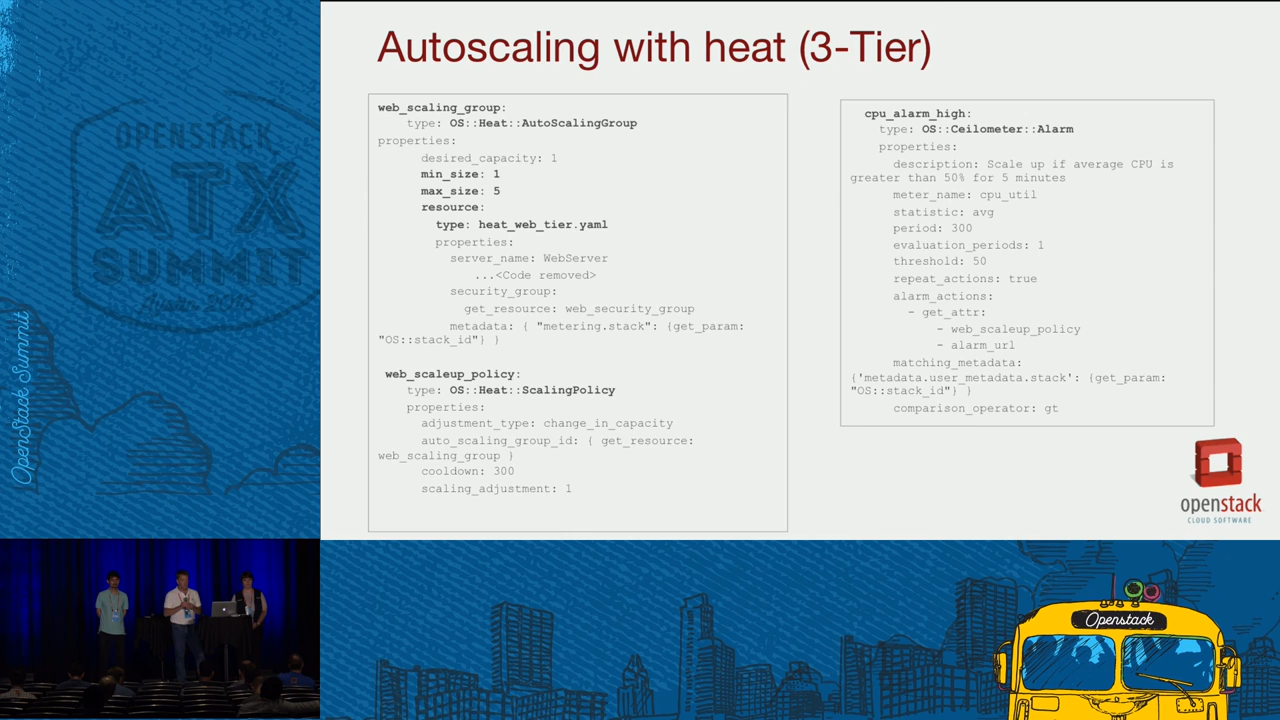 Autoscaling with heat (3-Tier)
web_scaling_group:
type: OS::Heat::AutoScalingGroup
properties:
desired_capacity: 1
min_size: 1
max_size: 5
resource:
type: heat_web_tier.yaml
properties:
server_name: WebServer
...<Code removed>
security_group:
get_resource: web_security_group
metadata: { "metering.stack": {get_param:
"OS::stack_id"} }
web_scaleup_policy:
type: OS::Heat::ScalingPolicy
properties:
adjustment_type: change_in_capacity
auto_scaling_group_id: { get_resource:
web_scaling_group }
cooldown: 300
scaling_adjustment: 1
cpu_alarm_high:
type: OS::Ceilometer::Alarm
properties:
description: Scale up if average CPU is
greater than 50% for 5 minutes
meter_name: cpu_util
statistic: avg
period: 300
evaluation_periods: 1
threshold: 50
repeat_actions: true
alarm_actions:
- get_attr:
- web_scaleup_policy
- alarm_url
matching_metadata:
{'metadata.user_metadata.stack': {get_param:
"OS::stack_id"} }
comparison_operator: gt
openstack
CLOUD SOFTWARE
OPENSTACK
ATX
SUMMIT
Austin
OpenStack Summit
Openstack